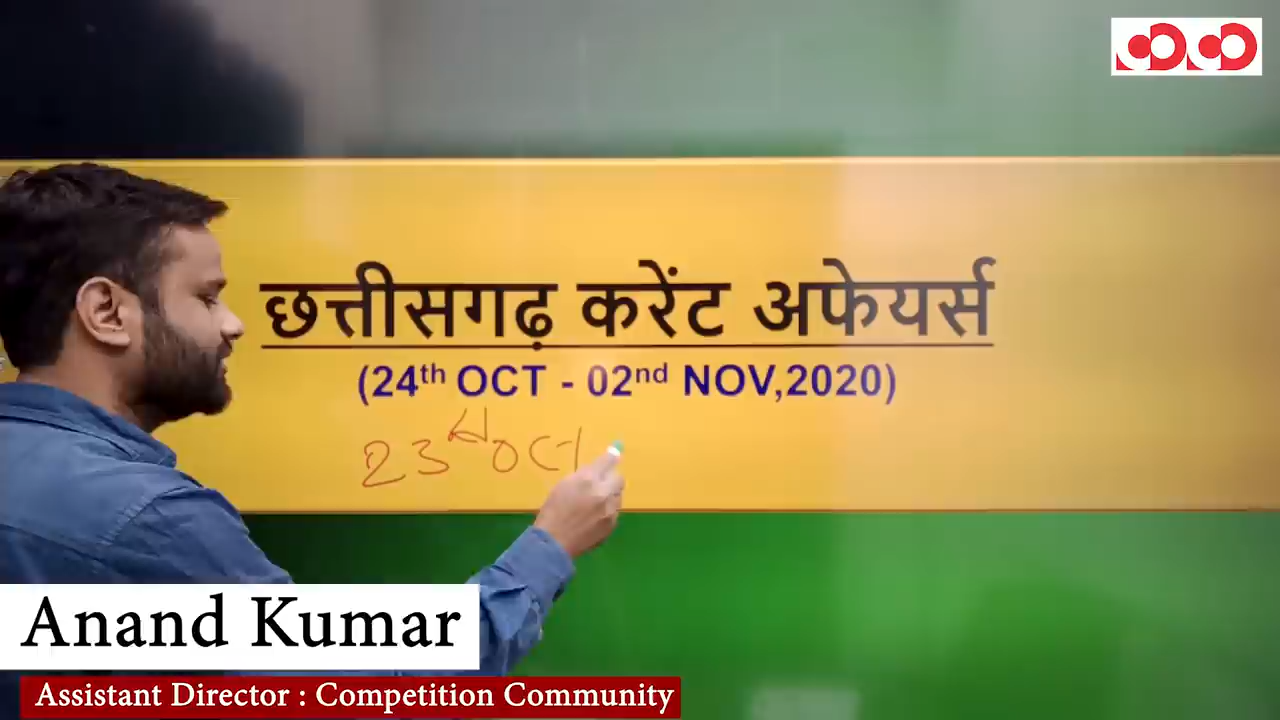 छत्तीसगढ़ करेंट अफेयर्स
(24th OCT - 02nd NOV,2020)
23rd OCT
Anand Kumar
Assistant Director : Competition Community